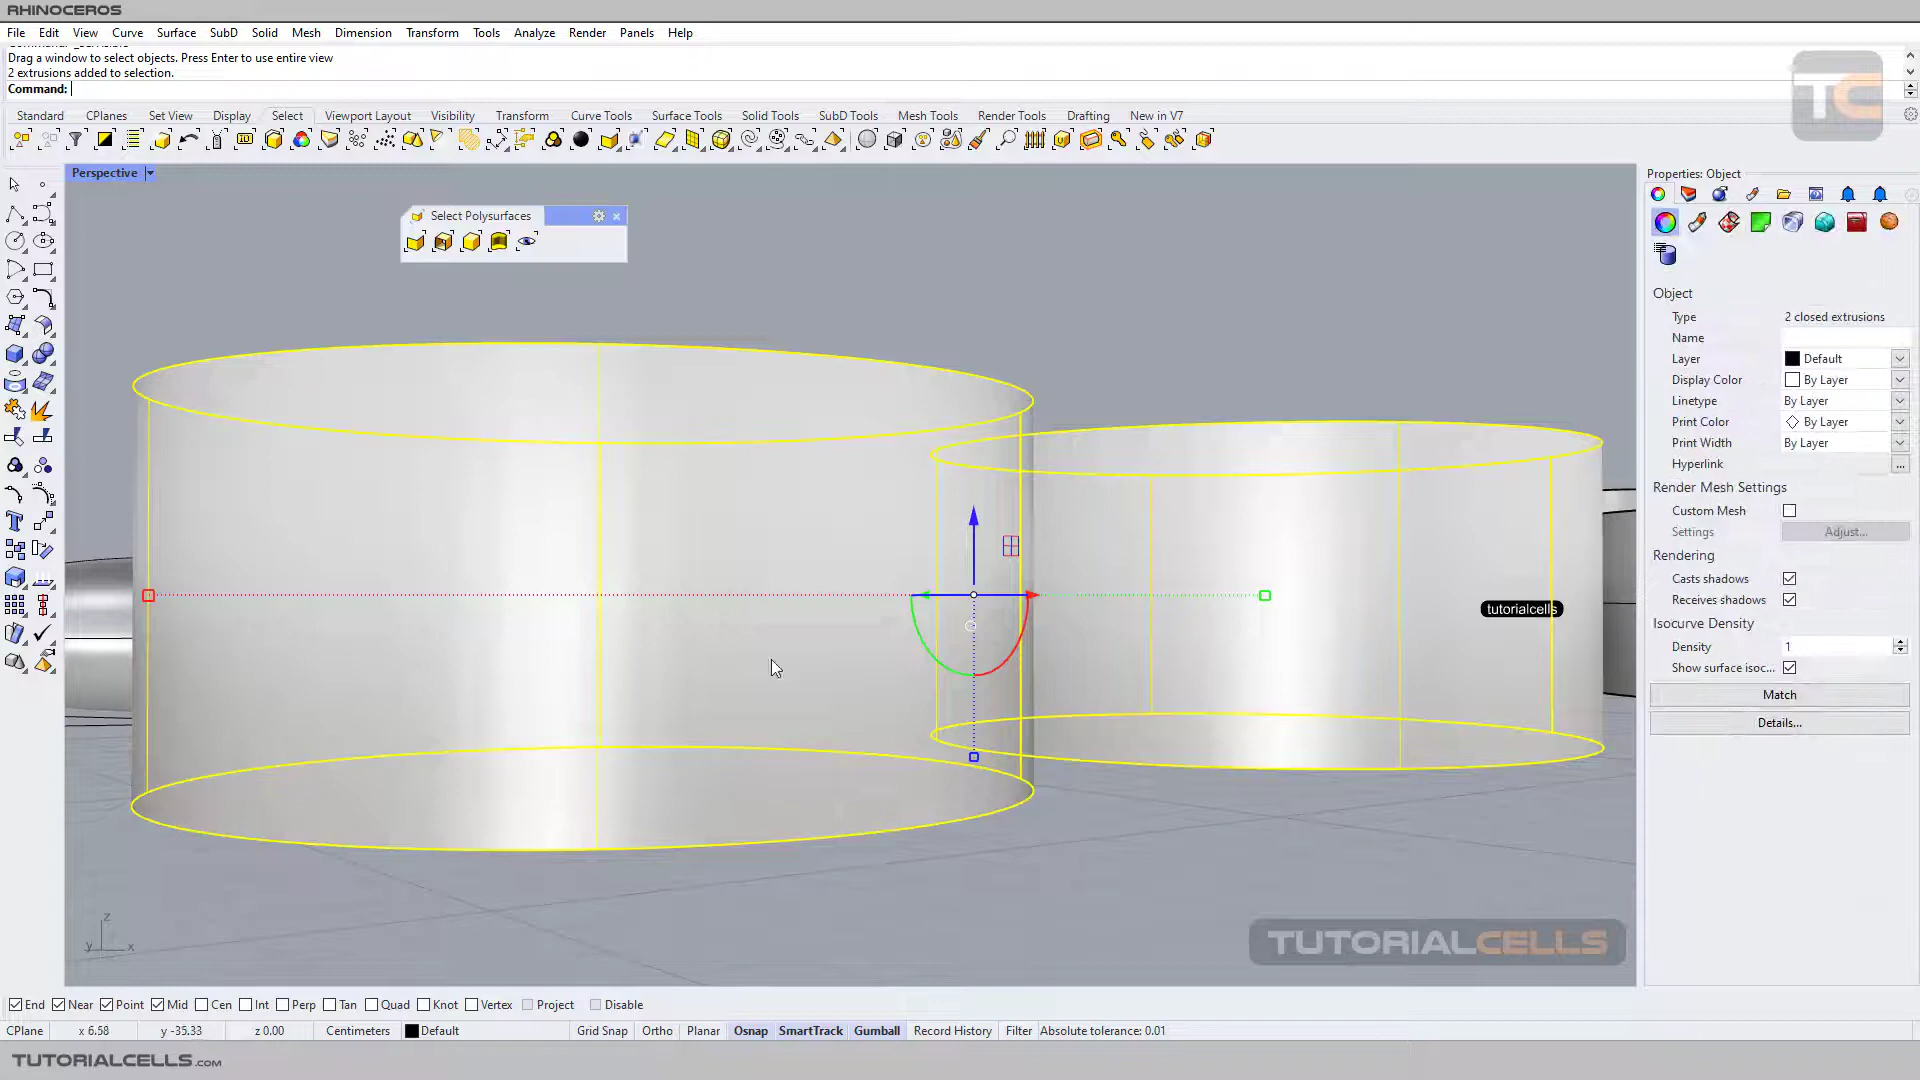 RHINOCEROS
File Edit View Curve Surface SubD Solid Mesh Dimension Transform Tools Analyze Render Panels Help
Drag a window to select objects. Press Enter to use entire view
2 extrusions added to selection.
Command:
TC
Standard CPlanes Set View Display Select Viewport Layout Visibility Transform Curve Tools Surface Tools Solid Tools SubD Tools Mesh Tools Render Tools Drafting New in V7
Perspective
Properties: Object
Select Polysurfaces
Object
Type 2 closed extrusions
Name
Layer Default
Display Color By Layer
Linetype By Layer
Print Color By Layer
Print Width By Layer
Hyperlink ...
Render Mesh Settings
Custom Mesh
Settings Adjust...
Rendering
Casts shadows
Receives shadows
tutorialcells
Isocurve Density
Density 1
Show surface isoc...
Match
Details...
z
y x
TUTORIALCELLS
End Near Point Mid Cen Int Perp Tan Quad Knot Vertex Project Disable
CPlane x 6.58 y -35.33 z 0.00 Centimeters Default Grid Snap Ortho Planar Osnap SmartTrack Gumball Record History Filter Absolute tolerance: 0.01
TUTORIALCELLS.COM